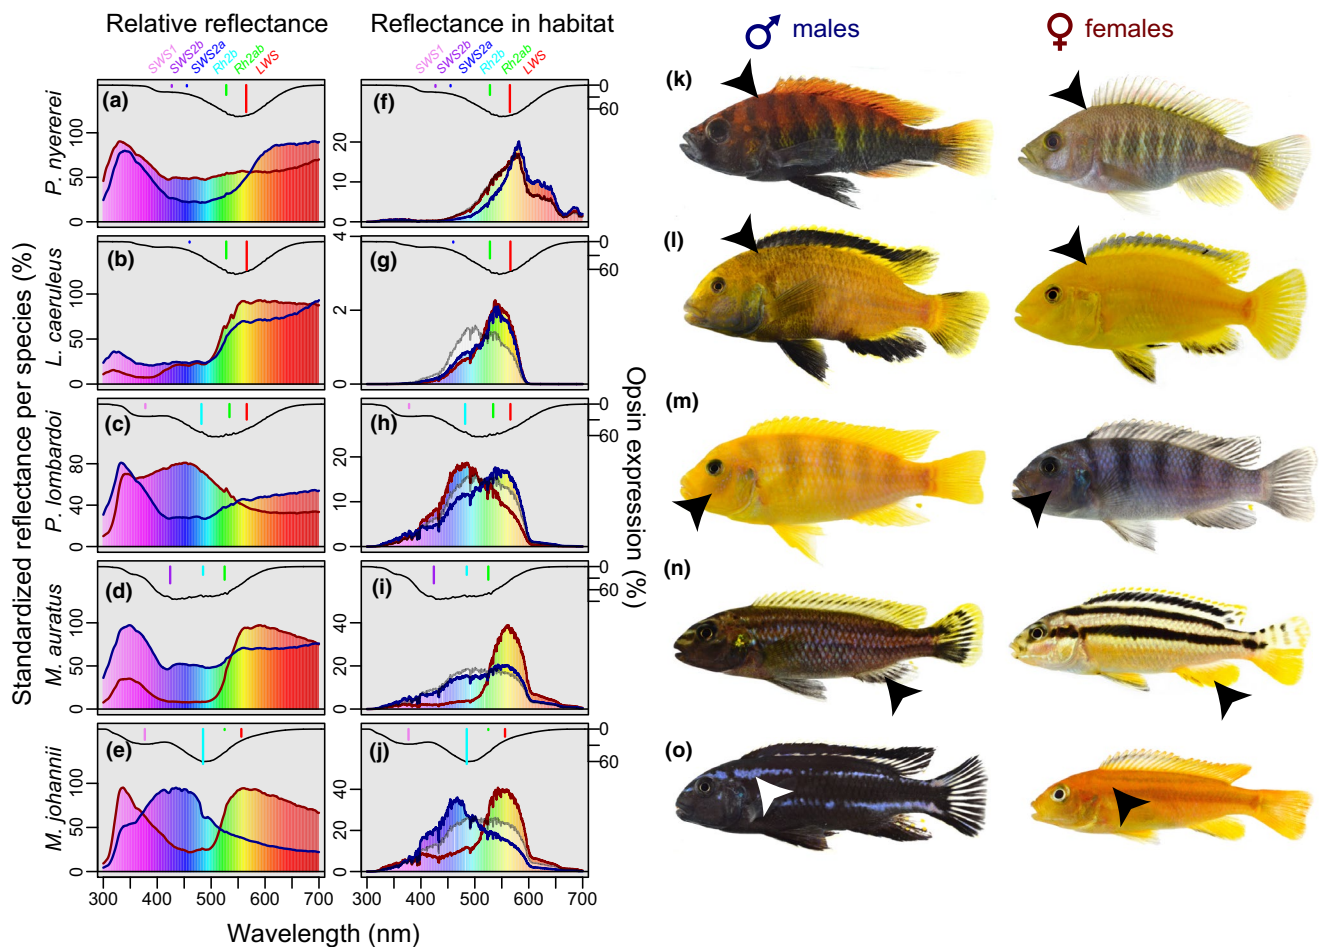 Relative reflectance
Reflectance in habitat
♂ males
♀ females
SWS1 SWS2b SWS2a Rh2b Rh2ab LWS
SWS1 SWS2b SWS2a Rh2b Rh2ab LWS
Standardized reflectance per species (%)
Opsin expression (%)
P. nyererei
(a)
100
50
0
(f)
20
10
0
0
60
(k)
L. caeruleus
(b)
100
50
0
(g)
4
2
0
0
60
(l)
P. lombardoi
(c)
80
40
0
(h)
20
10
0
0
60
(m)
M. auratus
(d)
100
50
0
(i)
40
20
0
0
60
(n)
M. johannii
(e)
100
50
0
(j)
40
20
0
0
60
(o)
300 400 500 600 700
300 400 500 600 700
Wavelength (nm)